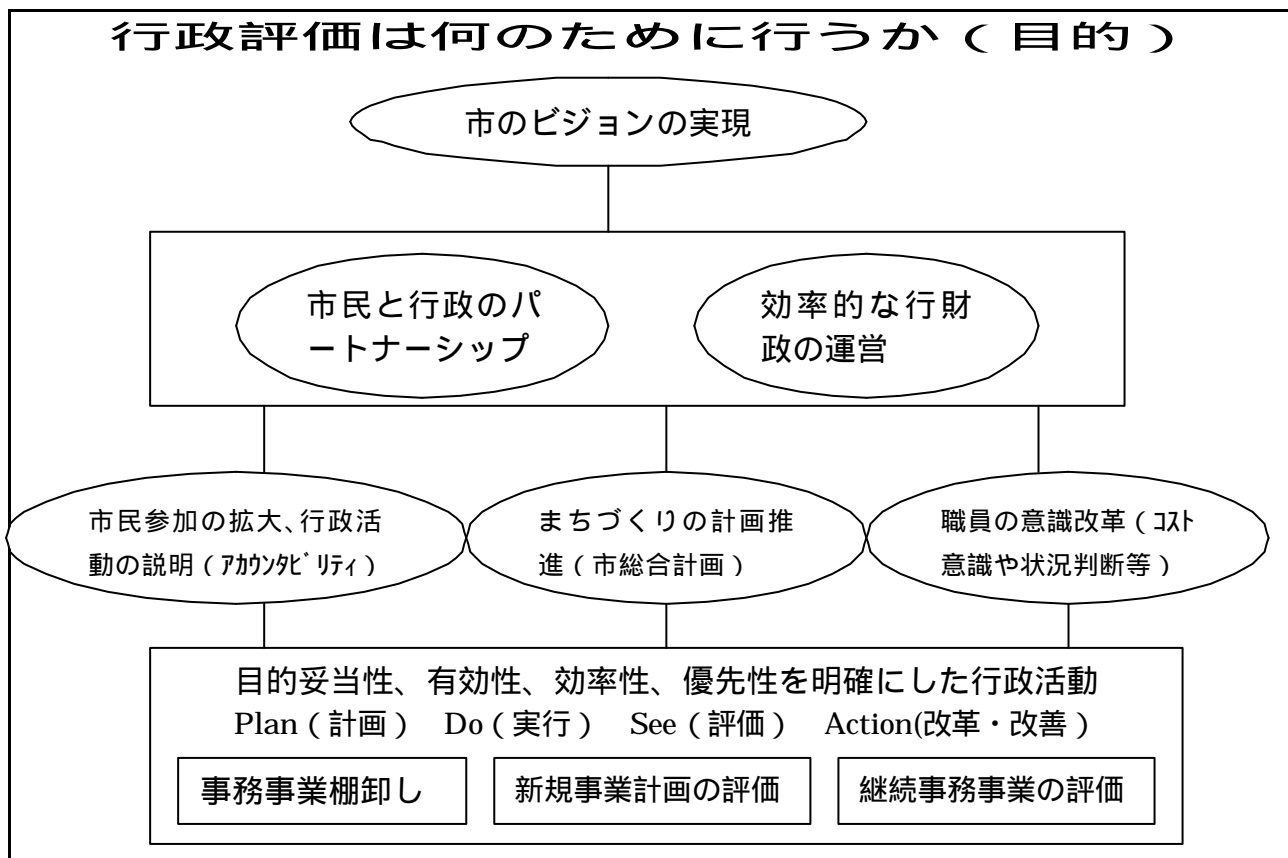 行政評価は何のために行うか（目的）
市のビジョンの実現
市民と行政のパ
ートナーシップ
効率的な行財
政の運営
市民参加の拡大、行政活
動の説明（ｱｶｳﾝﾀﾋﾞﾘﾃｨ）
まちづくりの計画推
進（市総合計画）
職員の意識改革（ｺｽﾄ
意識や状況判断等）
目的妥当性、有効性、効率性、優先性を明確にした行政活動
Plan（計画） Do（実行） See（評価） Action(改革・改善）
事務事業棚卸し
新規事業計画の評価
継続事務事業の評価